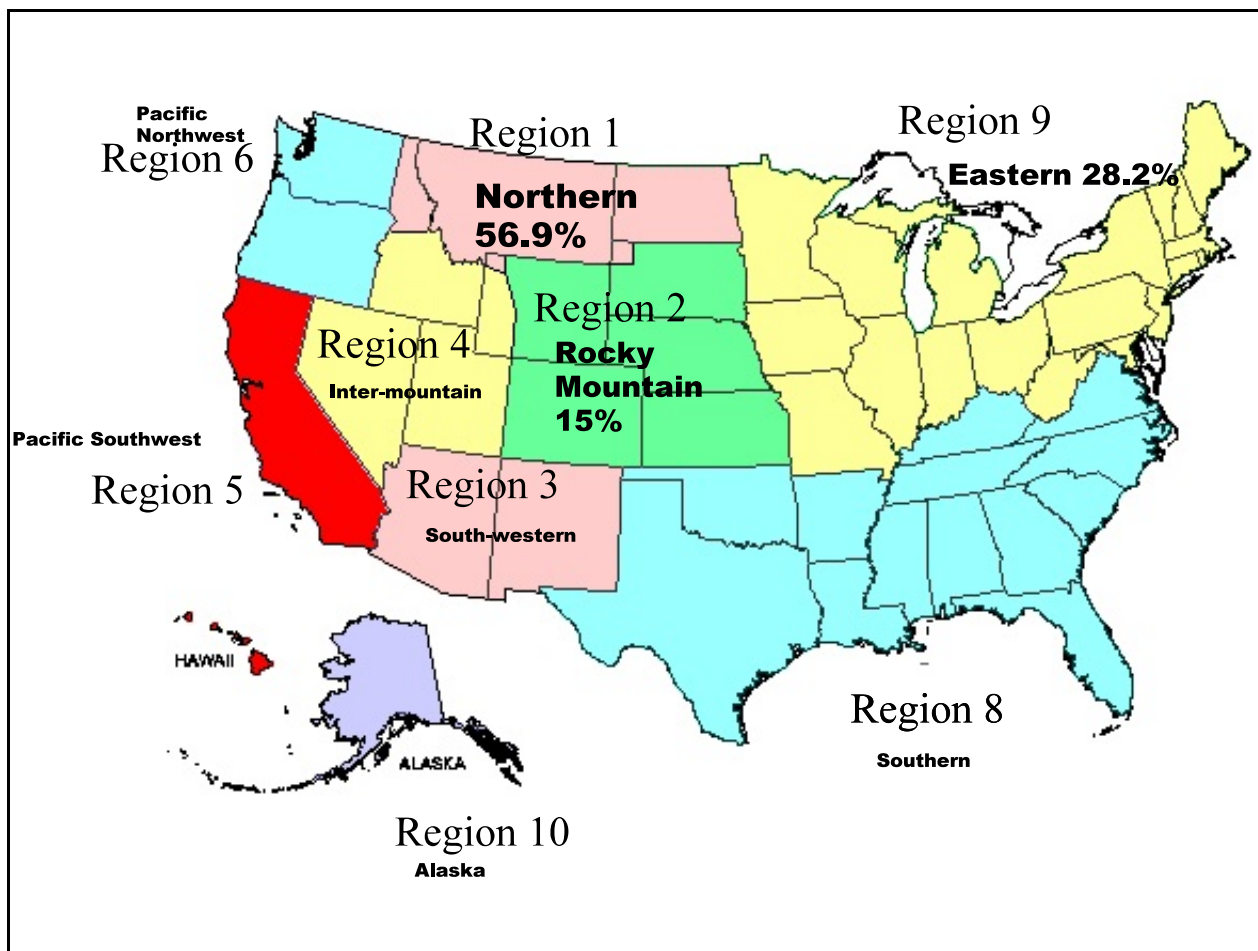 Pacific
Northwest
Region 6
Region 1
Region 9
Northern
56.9%
Eastern 28.2%
Region 2
Rocky
Mountain
15%
Region 4
Inter-mountain
Pacific Southwest
Region 5
Region 3
South-western
HAWAII
ALASKA
Region 8
Southern
Region 10
Alaska